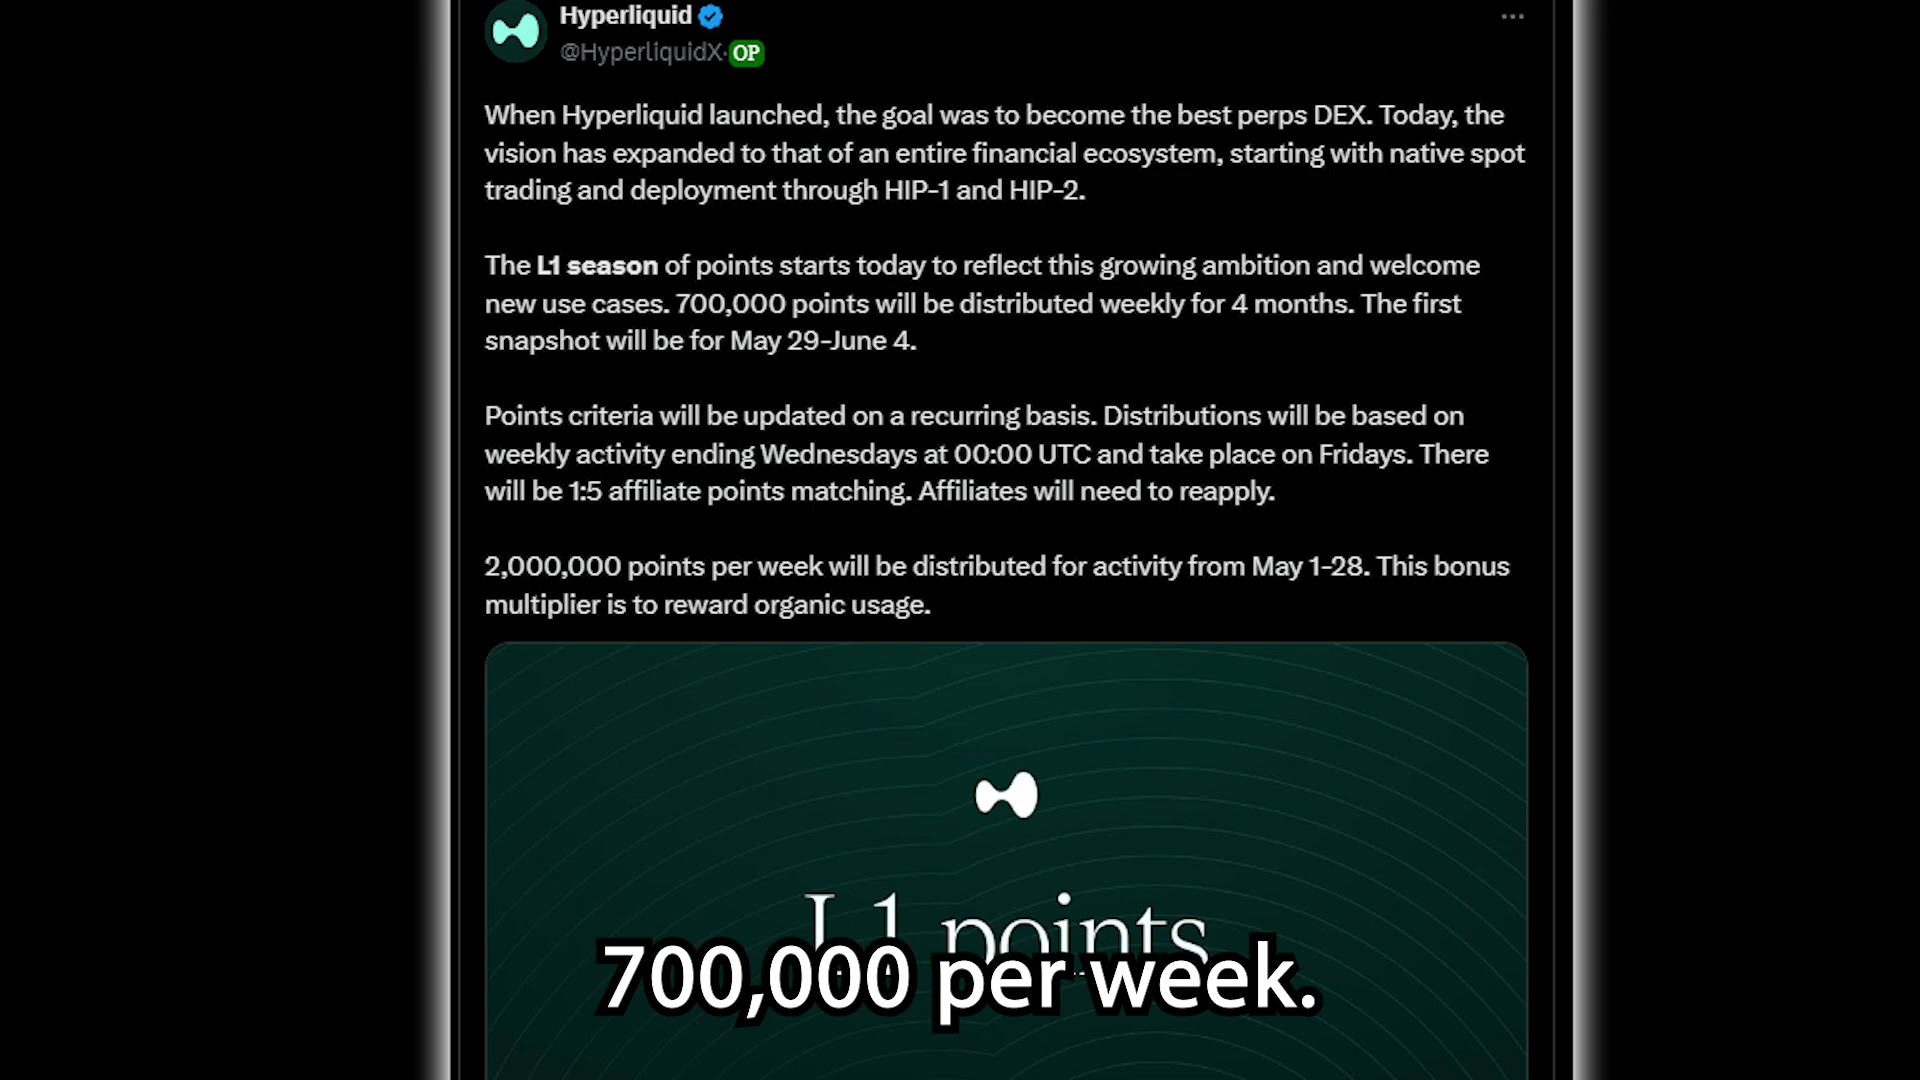 Hyperliquid
@HyperliquidX· OP
When Hyperliquid launched, the goal was to become the best perps DEX. Today, the
vision has expanded to that of an entire financial ecosystem, starting with native spot
trading and deployment through HIP-1 and HIP-2.
The L1 season of points starts today to reflect this growing ambition and welcome
new use cases. 700,000 points will be distributed weekly for 4 months. The first
snapshot will be for May 29-June 4.
Points criteria will be updated on a recurring basis. Distributions will be based on
weekly activity ending Wednesdays at 00:00 UTC and take place on Fridays. There
will be 1:5 affiliate points matching. Affiliates will need to reapply.
2,000,000 points per week will be distributed for activity from May 1-28. This bonus
multiplier is to reward organic usage.
L1 points
700,000 per week.